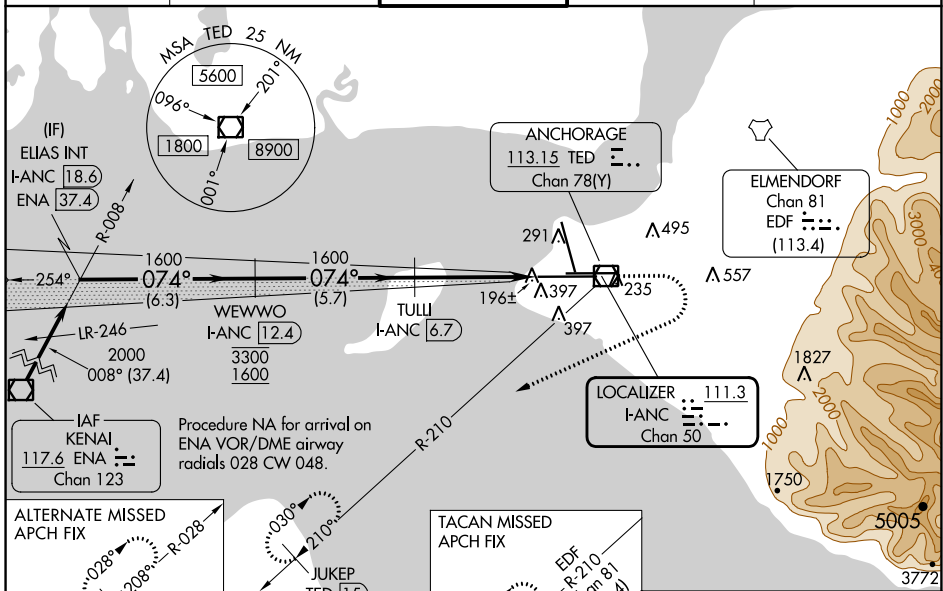 MSA TED 25 NM
5600
096°
201°
1800
8900
001°
(IF)
ELIAS INT
I-ANC 18.6
ENA 37.4
R-008
ANCHORAGE
113.15 TED
Chan 78(Y)
ELMENDORF
Chan 81
EDF
(113.4)
1000
2000
3000
291
495
254°
1600
074°
(6.3)
1600
074°
(5.7)
196±
397
235
557
397
WEWWO
I-ANC 12.4
3300
1600
TULLI
I-ANC 6.7
LR-246
2000
008° (37.4)
IAF
KENAI
117.6 ENA
Chan 123
Procedure NA for arrival on
ENA VOR/DME airway
radials 028 CW 048.
R-210
LOCALIZER 111.3
I-ANC
Chan 50
1827
2000
1000
1750
5005
3772
ALTERNATE MISSED
APCH FIX
028°
208°
R-028
030°
210°
JUKEP
TED 15
TACAN MISSED
APCH FIX
EDF
R-210